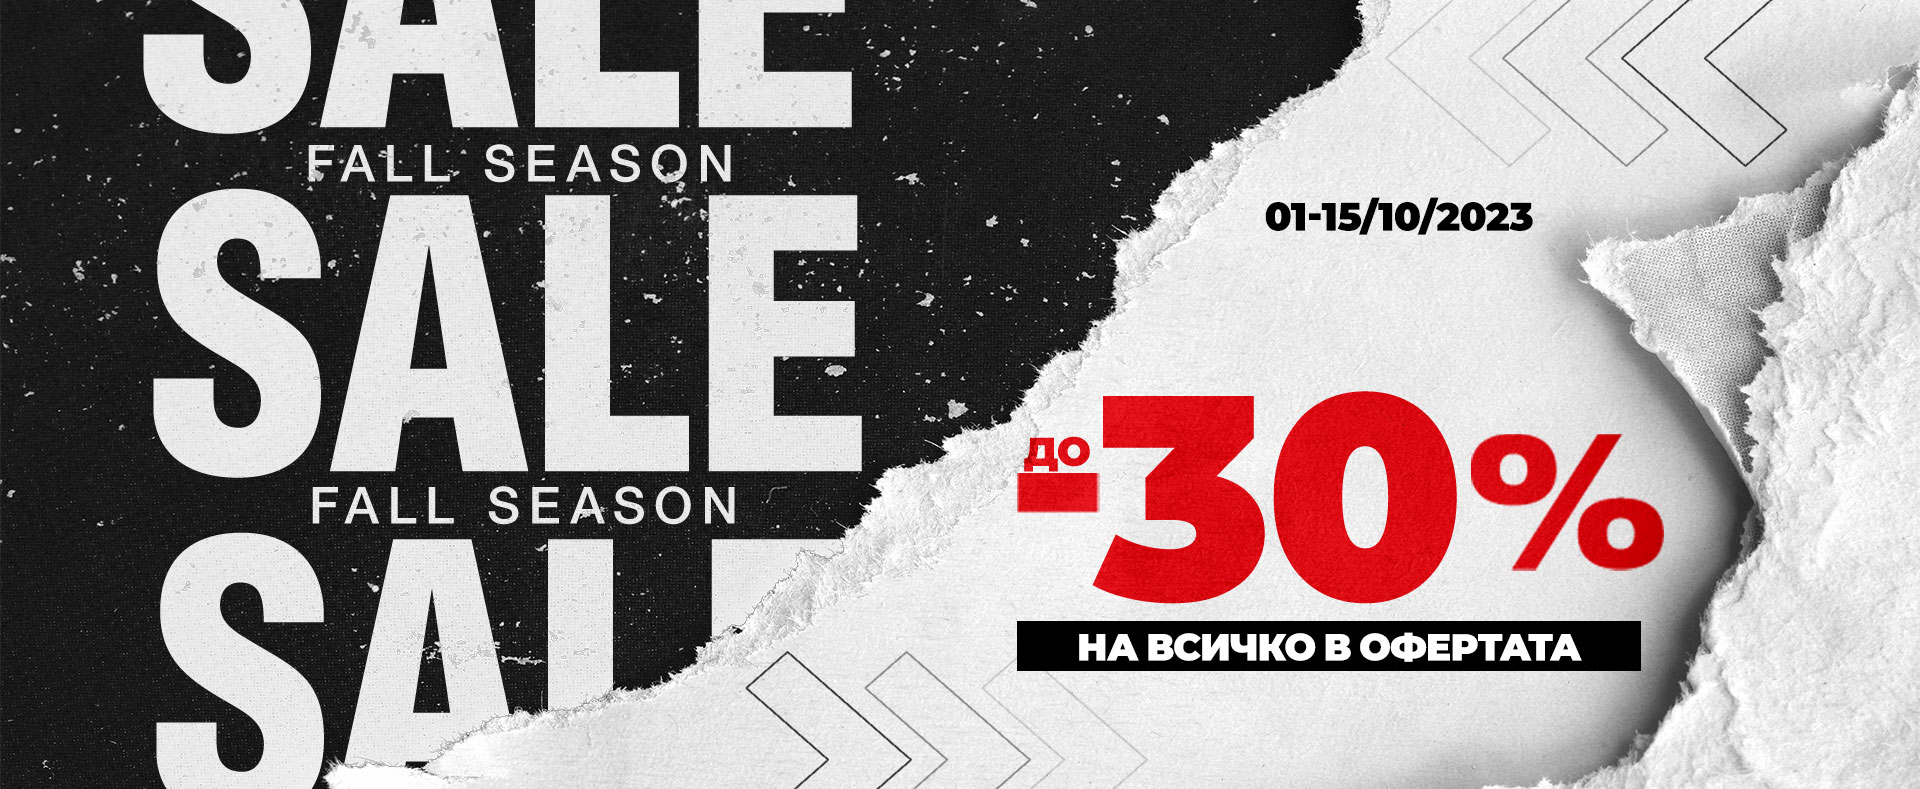 SALE
FALL SEASON
SALE
FALL SEASON
SALE
01-15/10/2023
до
-30%
НА ВСИЧКО В ОФЕРТАТА